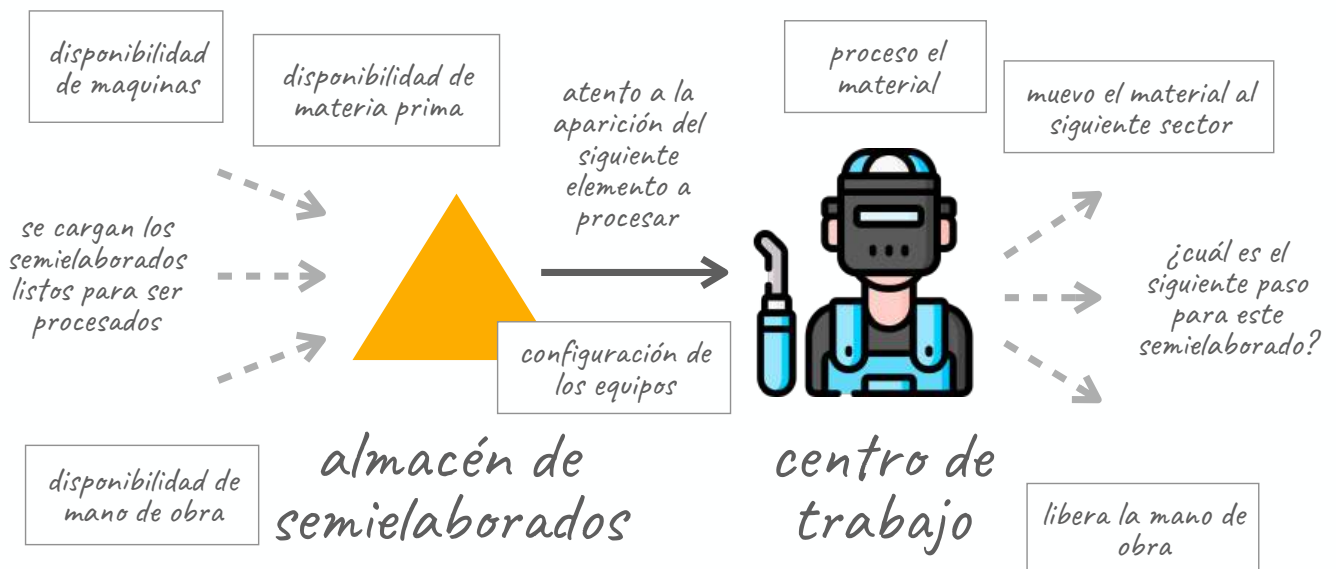 disponibilidad
de maquinas
disponibilidad de
materia prima
atento a la
aparición del
siguiente
elemento a
procesar
proceso el
material
muevo el material al
siguiente sector
se cargan los
semielaborados
listos para ser
procesados
¿cuál es el
siguiente paso
para este
semielaborado?
configuración de
los equipos
disponibilidad de
mano de obra
almacén de
semielaborados
centro de
trabajo
libera la mano de
obra